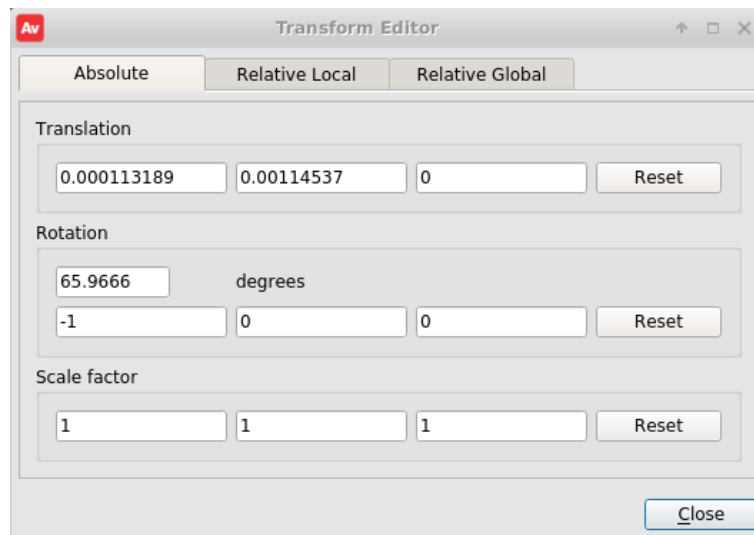 Av Transform Editor
Absolute Relative Local Relative Global
Translation
0.000113189 0.00114537 0 Reset
Rotation
65.9666 degrees
-1 0 0 Reset
Scale factor
1 1 1 Reset
Close